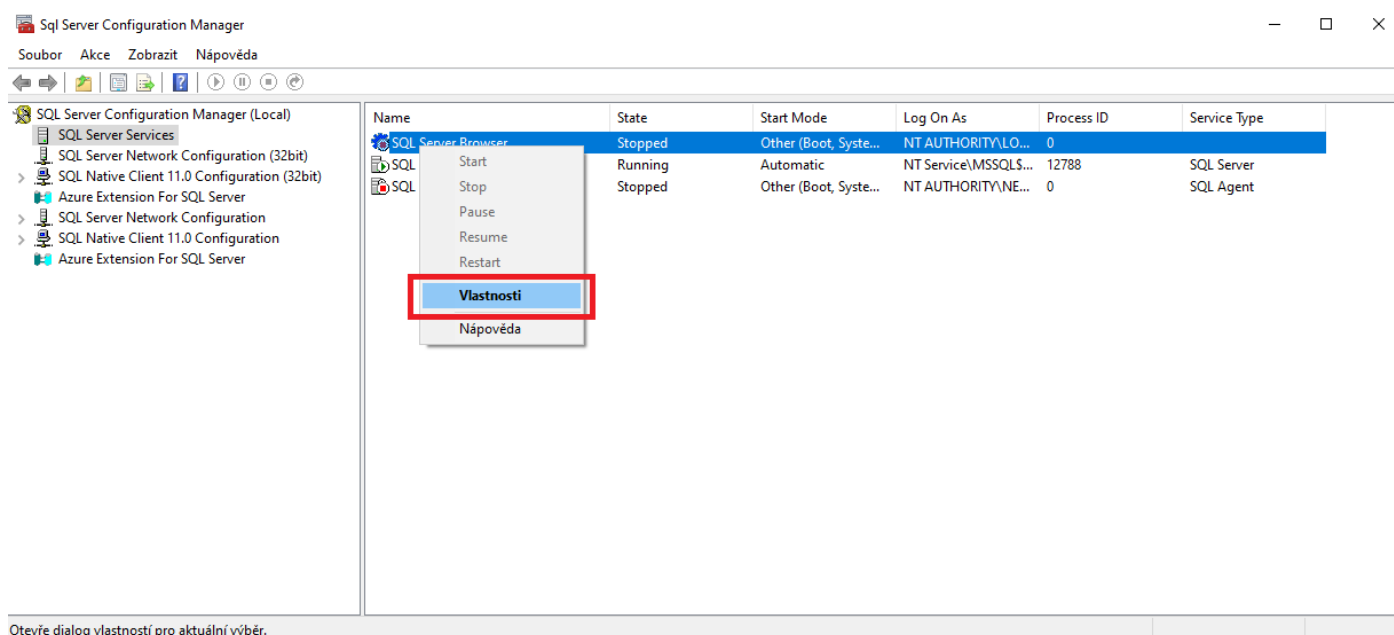 Sql Server Configuration Manager
Soubor Akce Zobrazit Nápověda
SQL Server Configuration Manager (Local)
SQL Server Services
SQL Server Network Configuration (32bit)
SQL Native Client 11.0 Configuration (32bit)
Azure Extension For SQL Server
SQL Server Network Configuration
SQL Native Client 11.0 Configuration
Azure Extension For SQL Server
Name State Start Mode Log On As Process ID Service Type
SQL Server Browser Stopped Other (Boot, Syste... NT AUTHORITY\LO... 0
SQL Running Automatic NT Service\MSSQL$... 12788 SQL Server
SQL Stopped Other (Boot, Syste... NT AUTHORITY\NE... 0 SQL Agent
Start
Stop
Pause
Resume
Restart
Vlastnosti
Nápověda
Otevře dialog vlastností pro aktuální výběr.